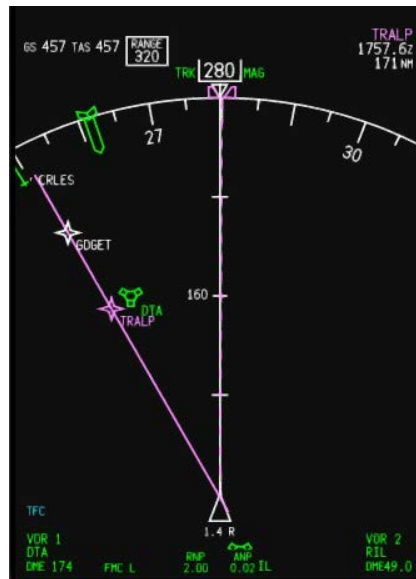 GS 457 TAS 457
RANGE
320
TRK 280 MAG
TRALP
1757.6z
171NM
27
30
CRLES
GDGET
160
DTA
TRALP
TFC
1.4 R
VOR 1
DTA
DME 174
FMC L
RNP
2.00
ANP
0.02
IL
VOR 2
RIL
DME49.0